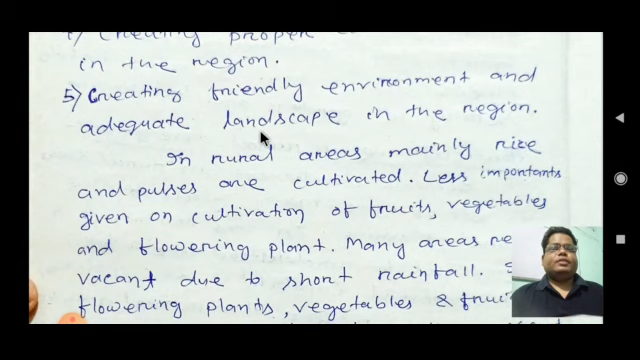 in the region.
5) Creating friendly environment and
adequate landscape in the region.
In rural areas mainly rice
and pulses are cultivated. Less importants
given on cultivation of fruits, vegetables
and flowering plant. Many areas
vacant due to short rainfall.
flowering plants, vegetables & fruit